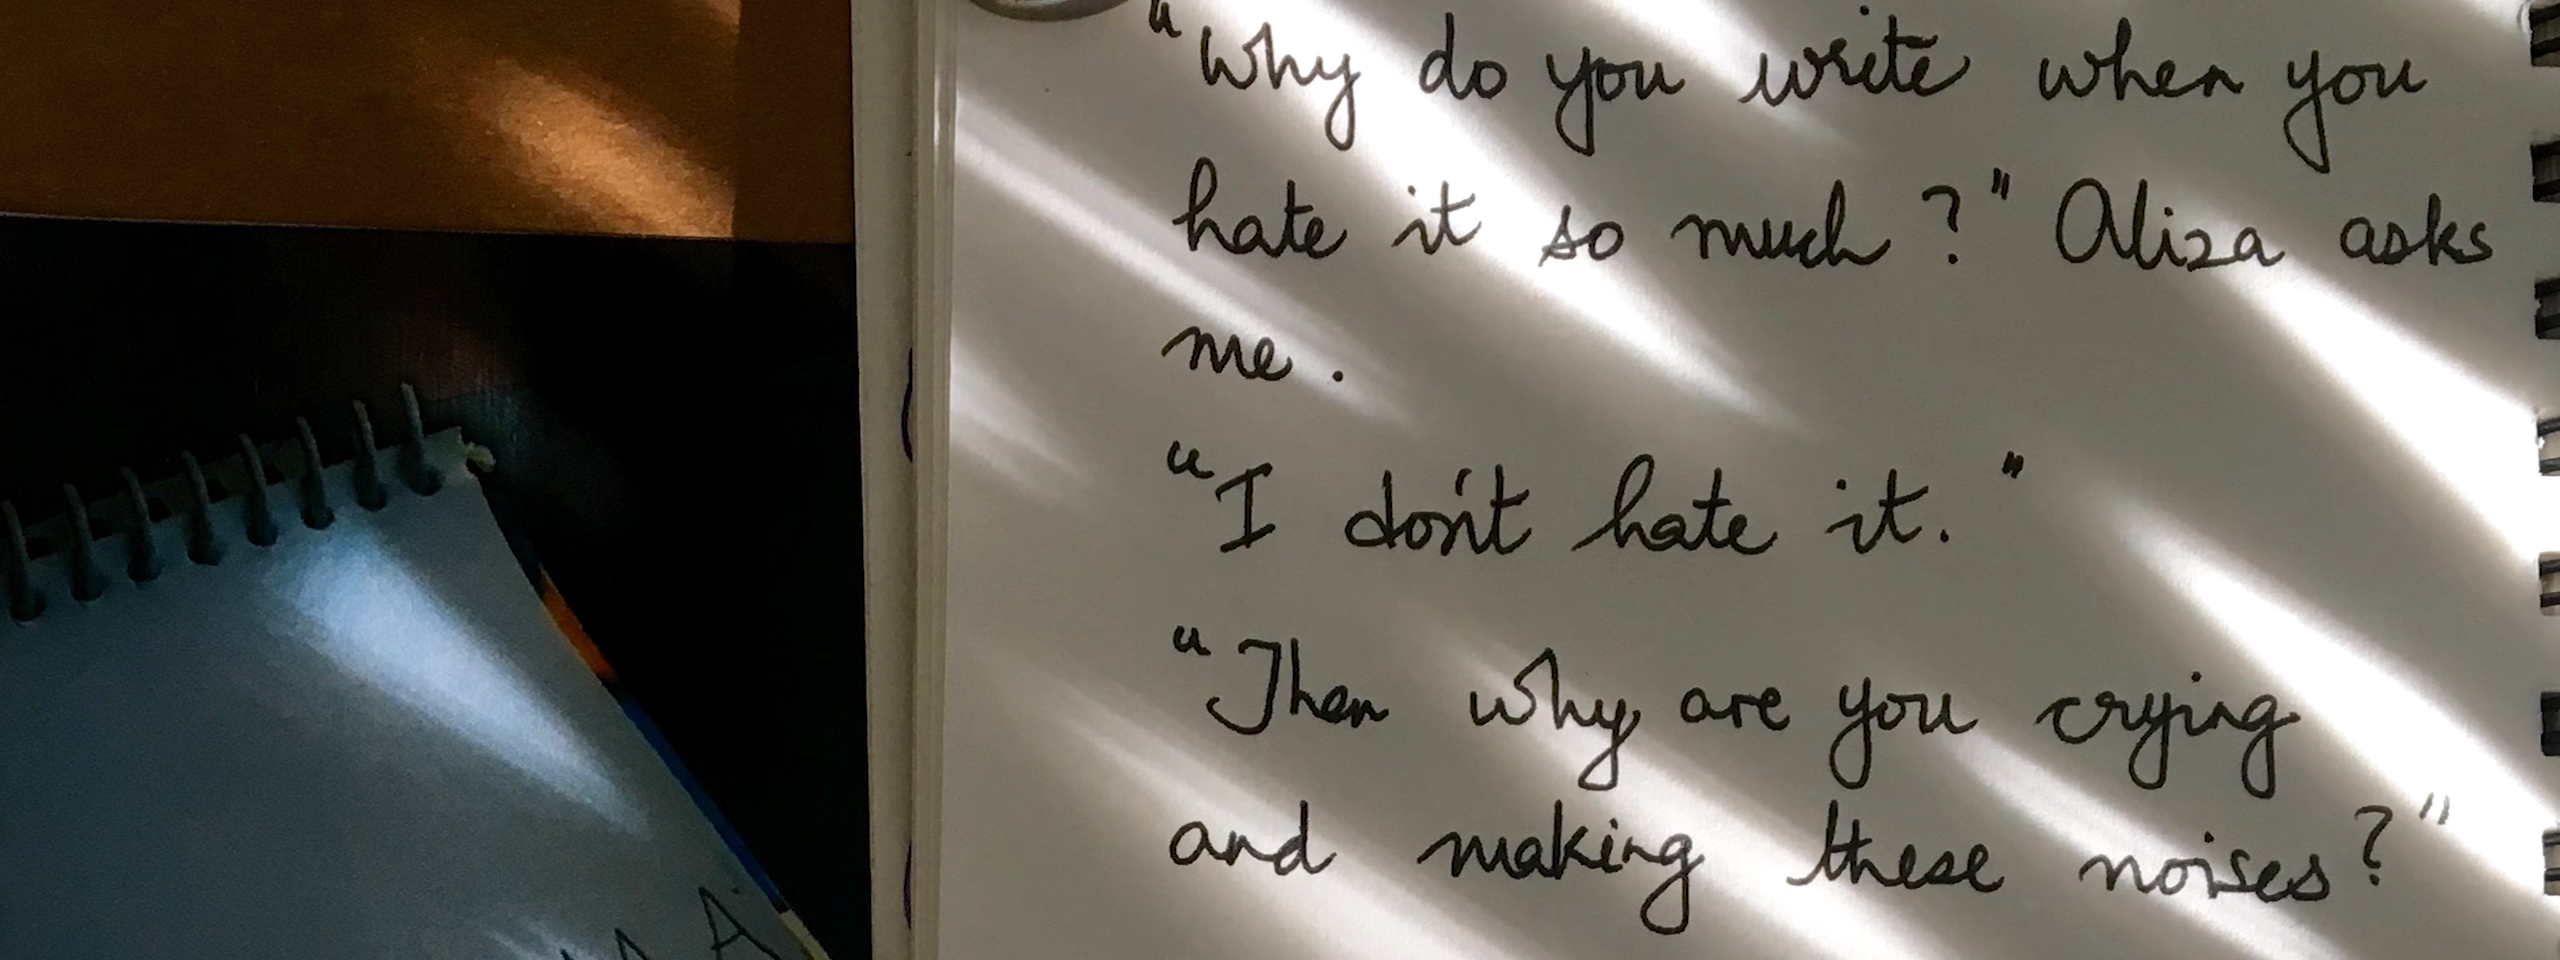 "Why do you write when you
hate it so much?" Aliza asks
me.
"I don't hate it."
"Then why are you crying
and making these noises?"